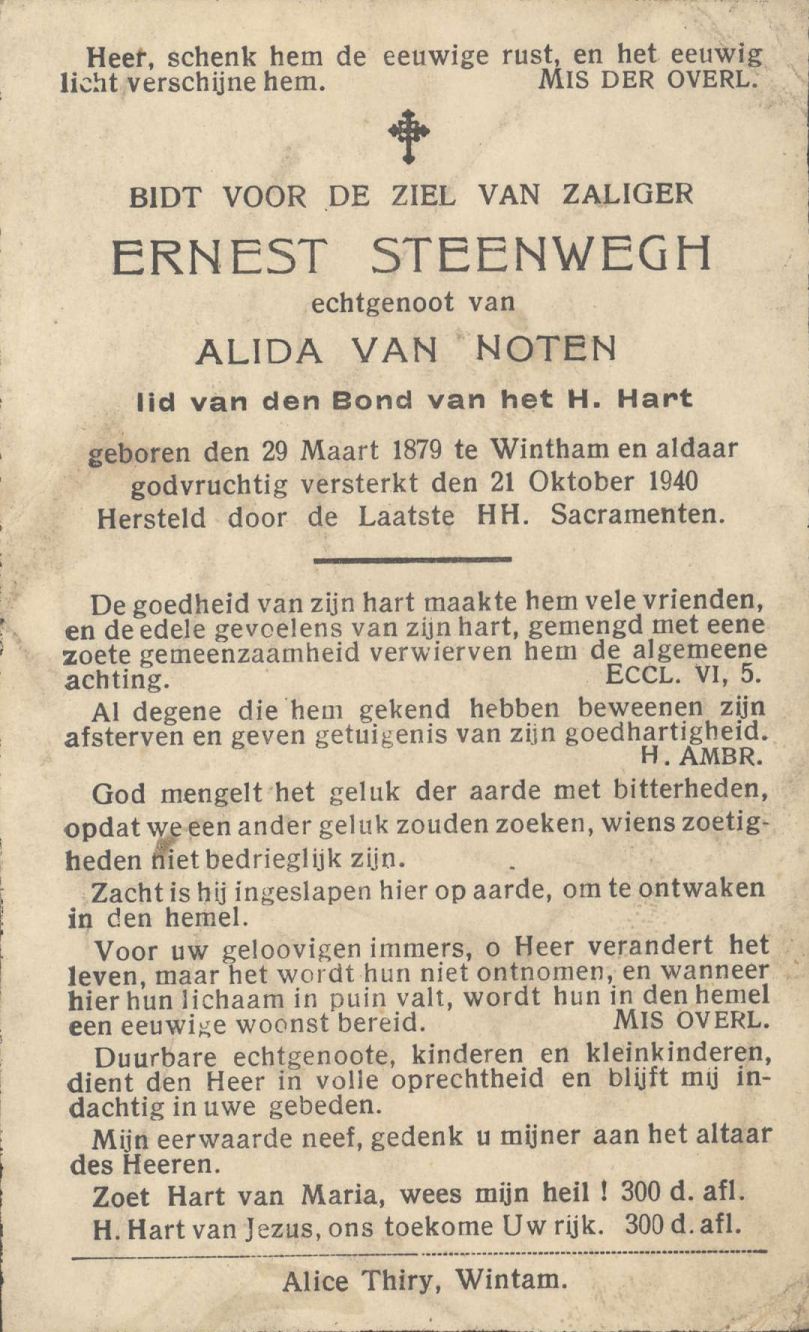 Heer, schenk hem de eeuwige rust, en het eeuwig
licht verschijne hem. MIS DER OVERL.
BIDT VOOR DE ZIEL VAN ZALIGER
ERNEST STEENWEGH
echtgenoot van
ALIDA VAN NOTEN
lid van den Bond van het H. Hart
geboren den 29 Maart 1879 te Wintham en aldaar
godvruchtig versterkt den 21 Oktober 1940
Hersteld door de Laatste HH. Sacramenten.
De goedheid van zijn hart maakte hem vele vrienden,
en de edele gevoelens van zijn hart, gemengd met eene
zoete gemeenzaamheid verwierven hem de algemeene
achting. ECCL. VI, 5.
Al degene die hem gekend hebben beweenen zijn
afsterven en geven getuigenis van zijn goedhartigheid.
H. AMBR.
God mengelt het geluk der aarde met bitterheden,
opdat we een ander geluk zouden zoeken, wiens zoetig-
heden niet bedrieglijk zijn.
Zacht is hij ingeslapen hier op aarde, om te ontwaken
in den hemel.
Voor uw geloovigen immers, o Heer verandert het
leven, maar het wordt hun niet ontnomen, en wanneer
hier hun lichaam in puin valt, wordt hun in den hemel
een eeuwige woonst bereid. MIS OVERL.
Duurbare echtgenoote, kinderen en kleinkinderen,
dient den Heer in volle oprechtheid en blijft mij in-
dachtig in uwe gebeden.
Mijn eerwaarde neef, gedenk u mijner aan het altaar
des Heeren.
Zoet Hart van Maria, wees mijn heil ! 300 d. afl.
H. Hart van Jezus, ons toekome Uw rijk. 300 d. afl.
Alice Thiry, Wintam.